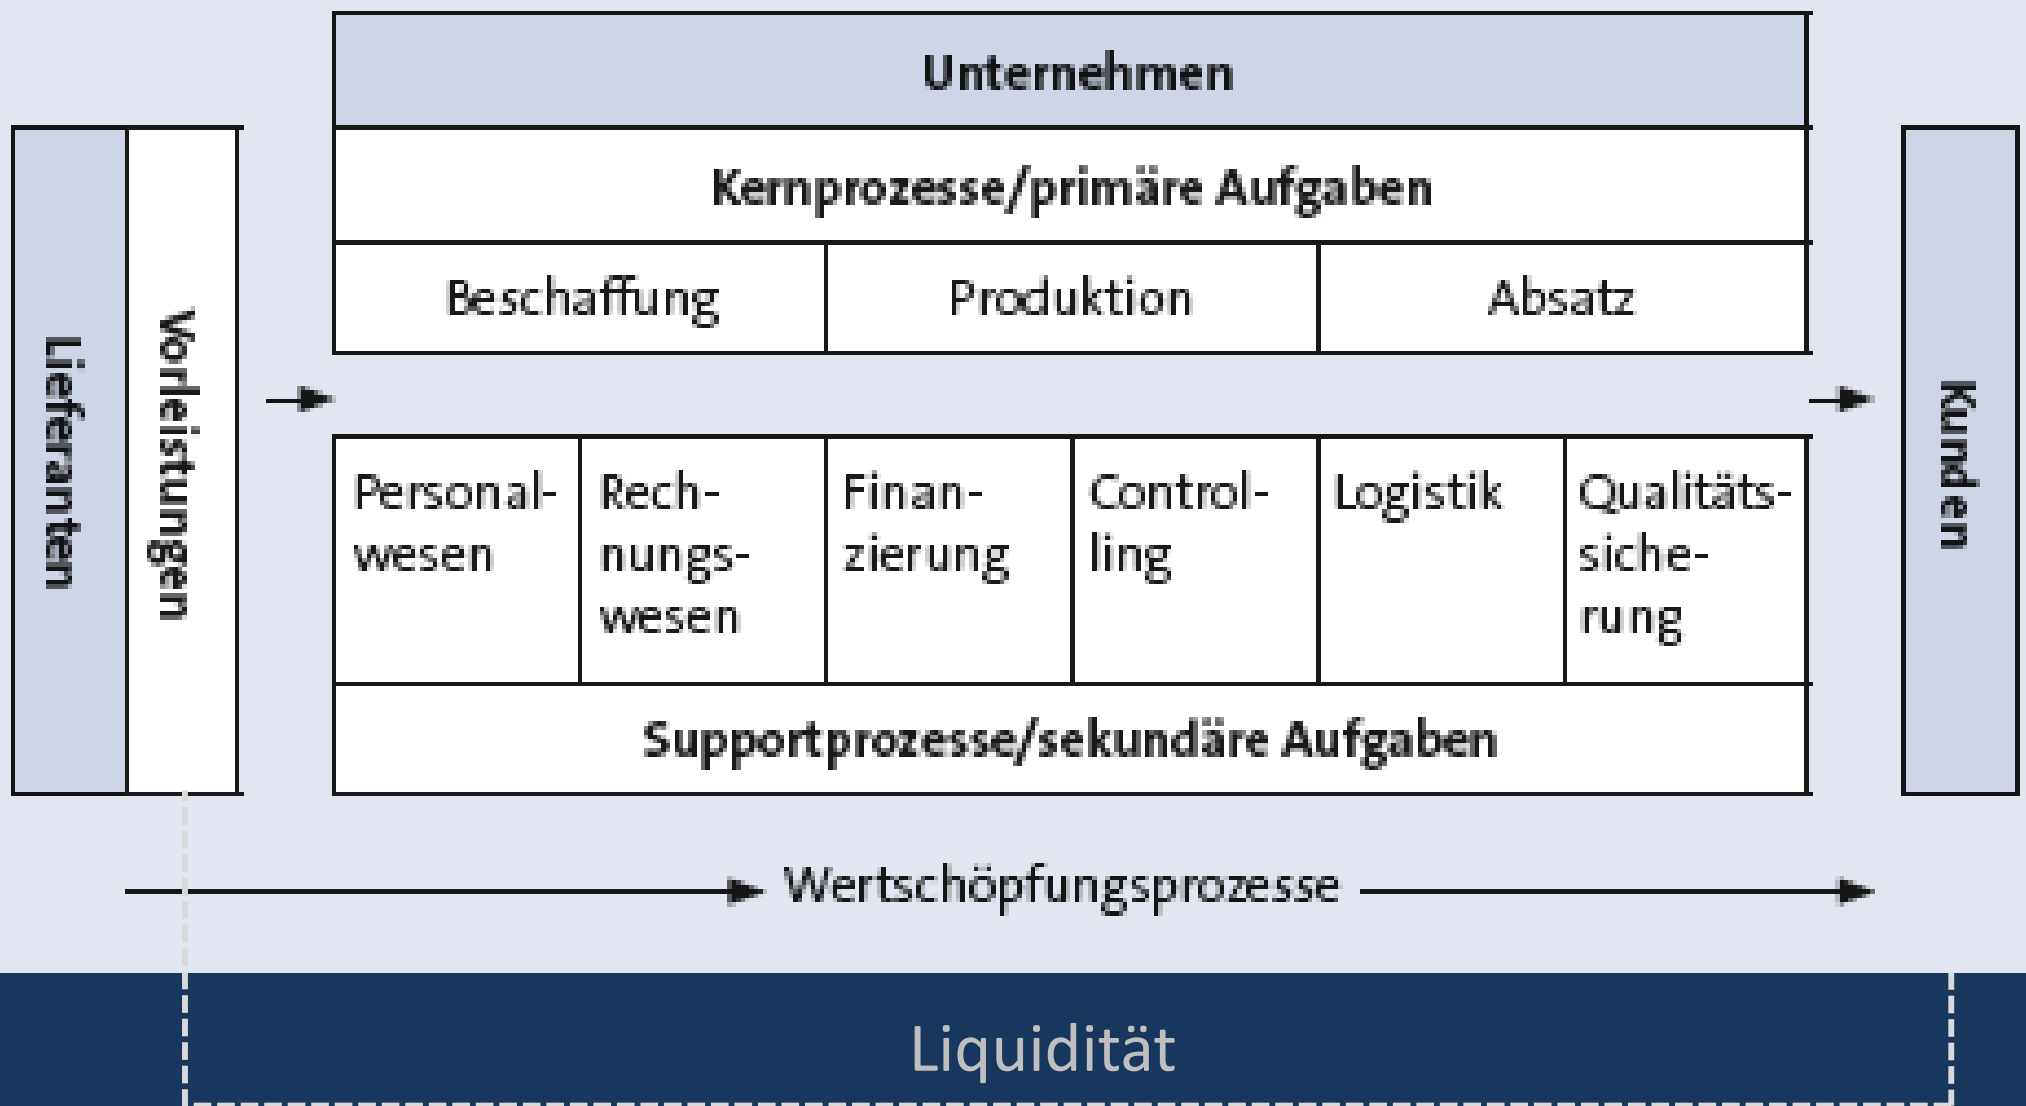 Unternehmen
Kernprozesse/primäre Aufgaben
Beschaffung
Produktion
Absatz
Lieferanten
Vorleistungen
Kunden
Personal-
wesen
Rech-
nungs-
wesen
Finan-
zierung
Control-
ling
Logistik
Qualitäts-
siche-
rung
Supportprozesse/sekundäre Aufgaben
Wertschöpfungsprozesse
Liquidität